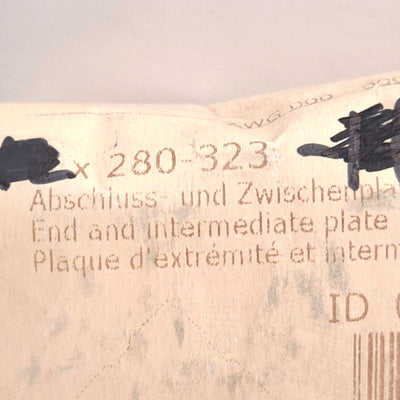 x 280-323
Abschluss- und Zwischenpla
End and intermediate plate
Plaque d'extrémité et interm
ID